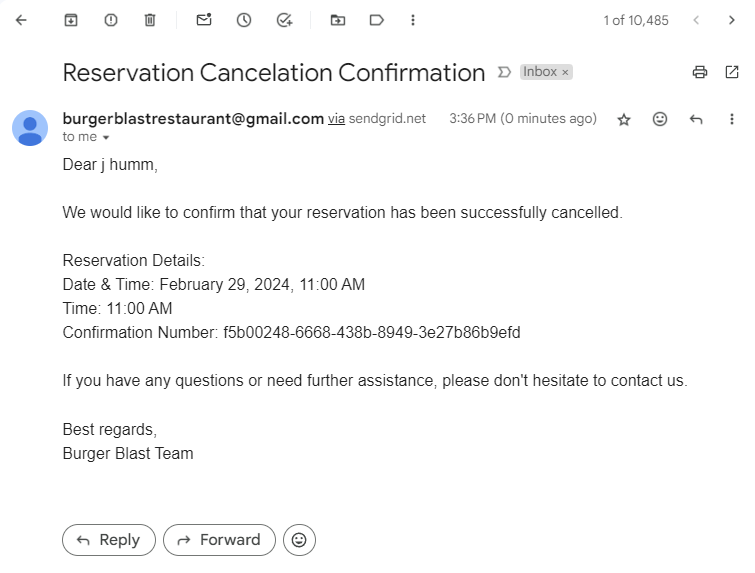 1 of 10,485
Reservation Cancelation Confirmation Inbox ×
burgerblastrestaurant@gmail.com via sendgrid.net 3:36 PM (0 minutes ago)
to me
Dear j humm,
We would like to confirm that your reservation has been successfully cancelled.
Reservation Details:
Date & Time: February 29, 2024, 11:00 AM
Time: 11:00 AM
Confirmation Number: f5b00248-6668-438b-8949-3e27b86b9efd
If you have any questions or need further assistance, please don't hesitate to contact us.
Best regards,
Burger Blast Team
Reply Forward